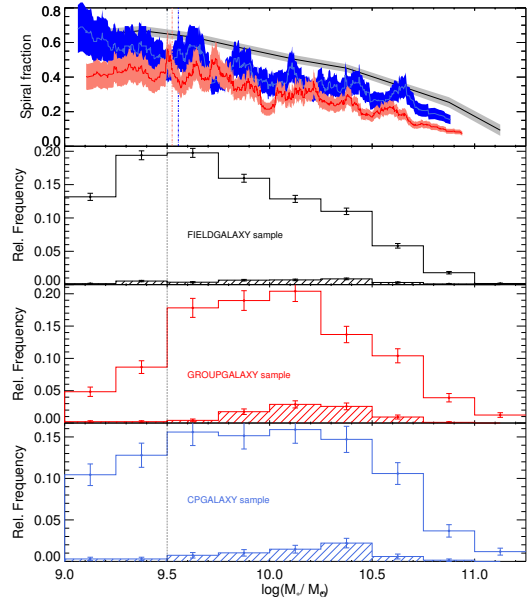 0.8
0.6
0.4
0.2
0.0
Spiral fraction
0.20
0.15
0.10
0.05
0.00
Rel. Frequency
FIELDGALAXY sample
0.20
0.15
0.10
0.05
0.00
Rel. Frequency
GROUPGALAXY sample
0.15
0.10
0.05
0.00
Rel. Frequency
CPGALAXY sample
9.0 9.5 10.0 10.5 11.0
log(M*/ M⊙)